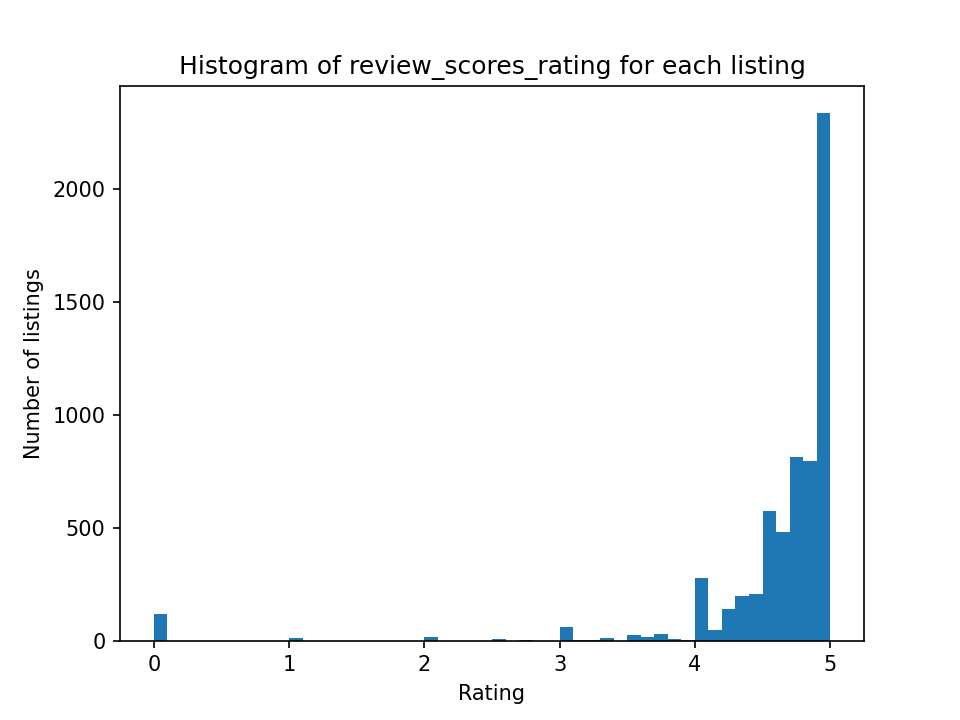 Histogram of review_scores_rating for each listing
Number of listings
2000
1500
1000
500
0
0 1 2 3 4 5
Rating